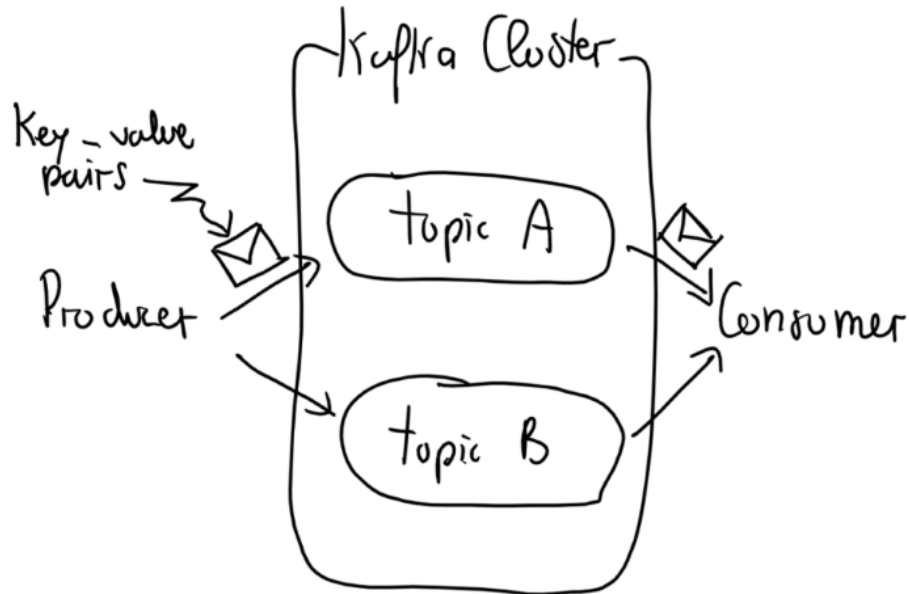 Kafka Cluster
Key-value
pairs
topic A
Producer
Consumer
topic B